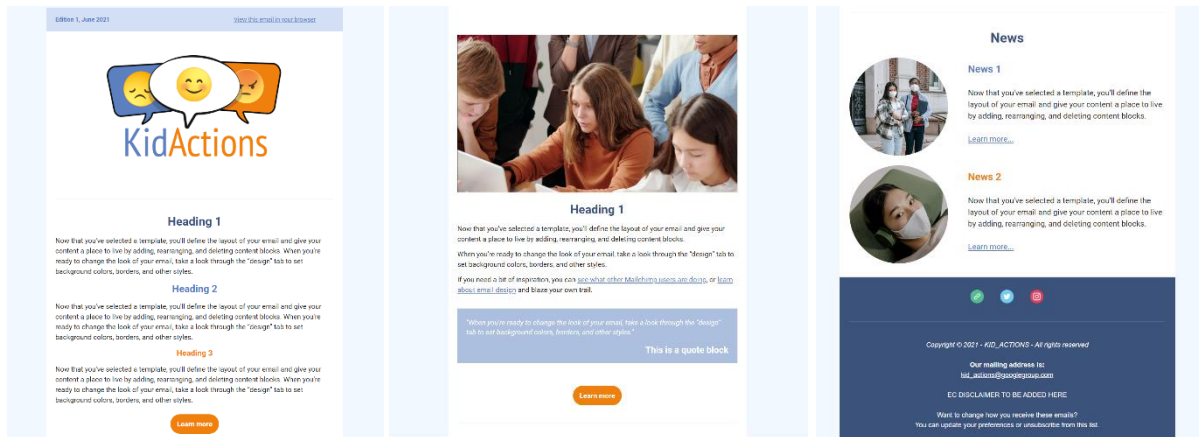 Edition 1, June 2021
View this email in your browser
KidActions
Heading 1
Now that you've selected a template, you'll define the layout of your email and give your
content a place to live by adding, rearranging, and deleting content blocks. When you're
ready to change the look of your email, take a look through the "design" tab to set
background colors, borders, and other styles.
Heading 2
Now that you've selected a template, you'll define the layout of your email and give your
content a place to live by adding, rearranging, and deleting content blocks. When you're
ready to change the look of your email, take a look through the "design" tab to set
background colors, borders, and other styles.
Heading 3
Now that you've selected a template, you'll define the layout of your email and give your
content a place to live by adding, rearranging, and deleting content blocks. When you're
ready to change the look of your email, take a look through the "design" tab to set
background colors, borders, and other styles.
Learn more
Heading 1
Now that you've selected a template, you'll define the layout of your email and give your
content a place to live by adding, rearranging, and deleting content blocks.
When you're ready to change the look of your email, take a look through the "design" tab to
set background colors, borders, and other styles.
If you need a bit of inspiration, you can see what other Mailchimp users are doing, or learn
about email design and blaze your own trail.
"When you're ready to change the look of your email, take a look through the "design"
tab to set background colors, borders, and other styles."
This is a quote block
Learn more
News
News 1
Now that you've selected a template, you'll define the
layout of your email and give your content a place to live
by adding, rearranging, and deleting content blocks.
Learn more...
News 2
Now that you've selected a template, you'll define the
layout of your email and give your content a place to live
by adding, rearranging, and deleting content blocks.
Learn more...
Copyright © 2021 - KID_ACTIONS - All rights reserved
Our mailing address is:
kid_actions@googlegroup.com
EC DISCLAIMER TO BE ADDED HERE
Want to change how you receive these emails?
You can update your preferences or unsubscribe from this list.